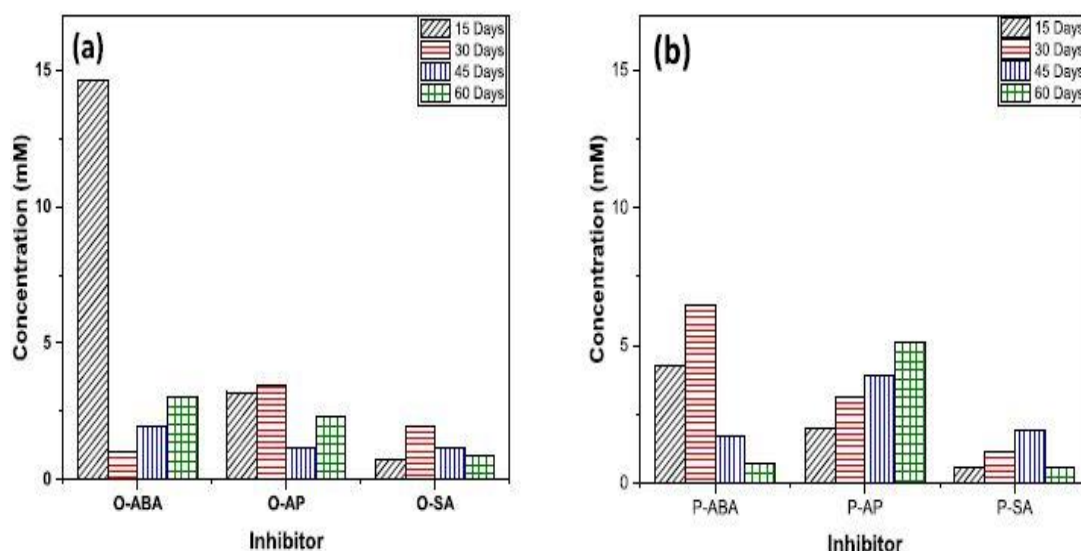 (a)
15 Days
30 Days
45 Days
60 Days
15
10
5
0
Concentration (mM)
O-ABA O-AP O-SA
Inhibitor
(b)
15 Days
30 Days
45 Days
60 Days
15
10
5
0
Concentration (mM)
P-ABA P-AP P-SA
Inhibitor